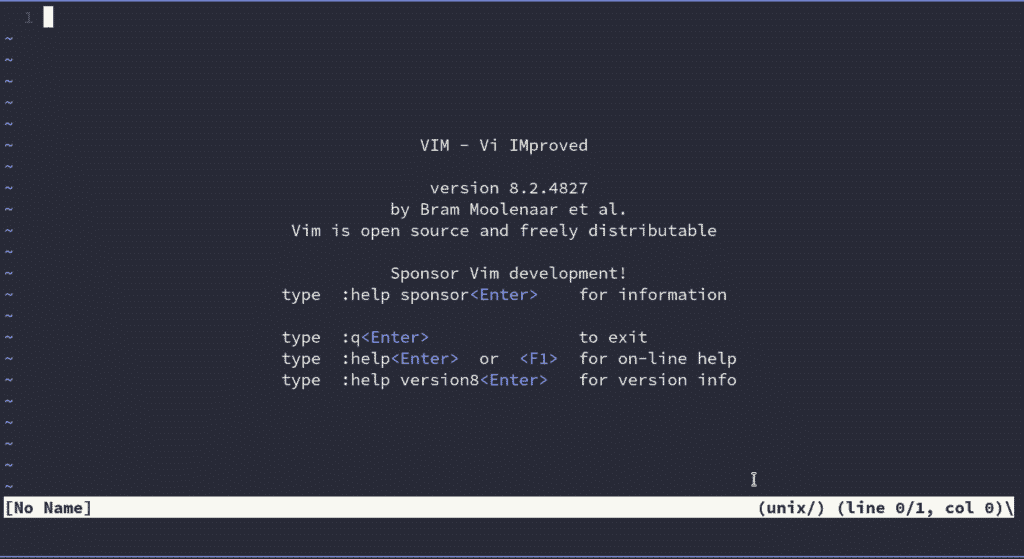 1
~
~
~
~
~
~ VIM - Vi IMproved
~
~ version 8.2.4827
~ by Bram Moolenaar et al.
~ Vim is open source and freely distributable
~
~ Sponsor Vim development!
~ type :help sponsor<Enter> for information
~
~ type :q<Enter> to exit
~ type :help<Enter> or <F1> for on-line help
~ type :help version8<Enter> for version info
~
~
~
~
~
[No Name] (unix/) (line 0/1, col 0)\